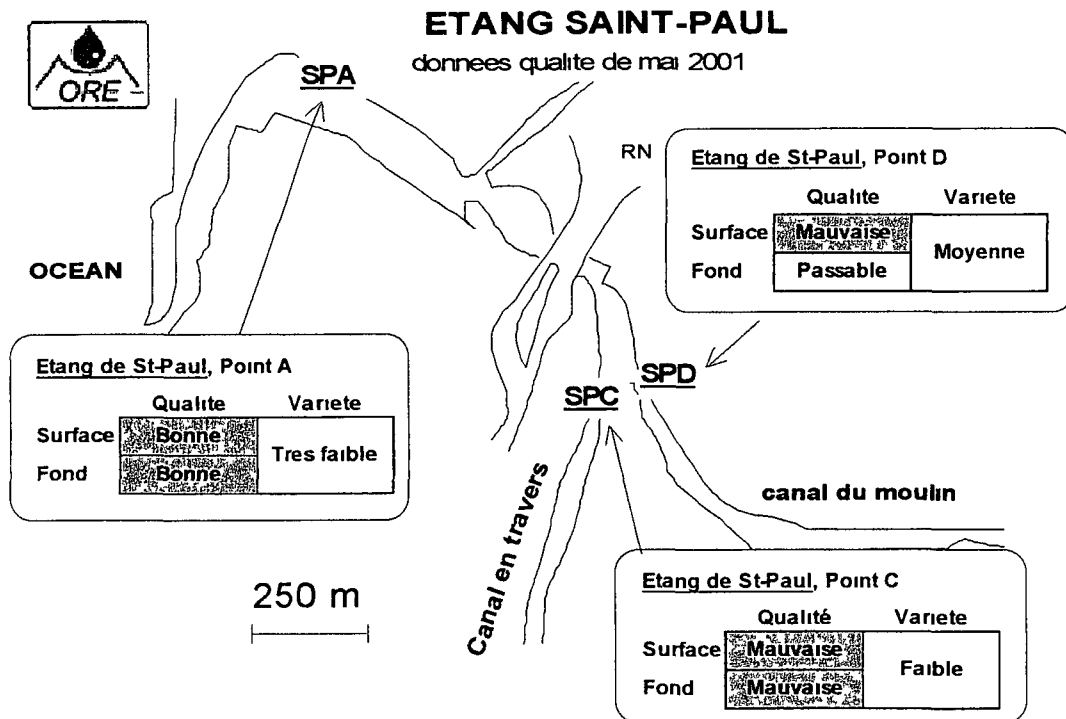 ETANG SAINT-PAUL
donnees qualite de mai 2001
ORE
SPA
RN
OCEAN
Etang de St-Paul, Point D
Qualite Variete
Surface Mauvaise Moyenne
Fond Passable
Etang de St-Paul, Point A
Qualite Variete
Surface Bonne Tres faible
Fond Bonne
SPD
SPC
canal du moulin
Canal en travers
250 m
Etang de St-Paul, Point C
Qualité Variete
Surface Mauvaise Faible
Fond Mauvaise